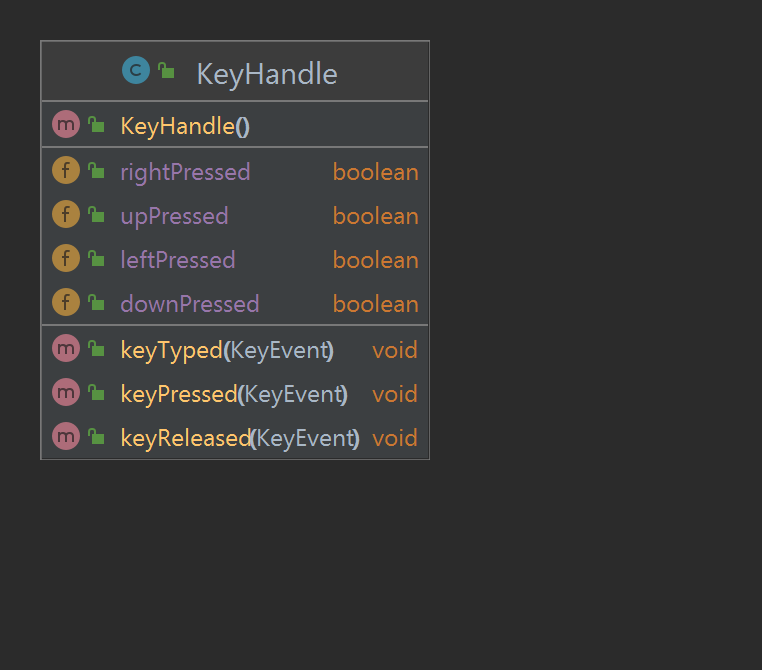 C KeyHandle
m KeyHandle()
f rightPressed boolean
f upPressed boolean
f leftPressed boolean
f downPressed boolean
m keyTyped(KeyEvent) void
m keyPressed(KeyEvent) void
m keyReleased(KeyEvent) void